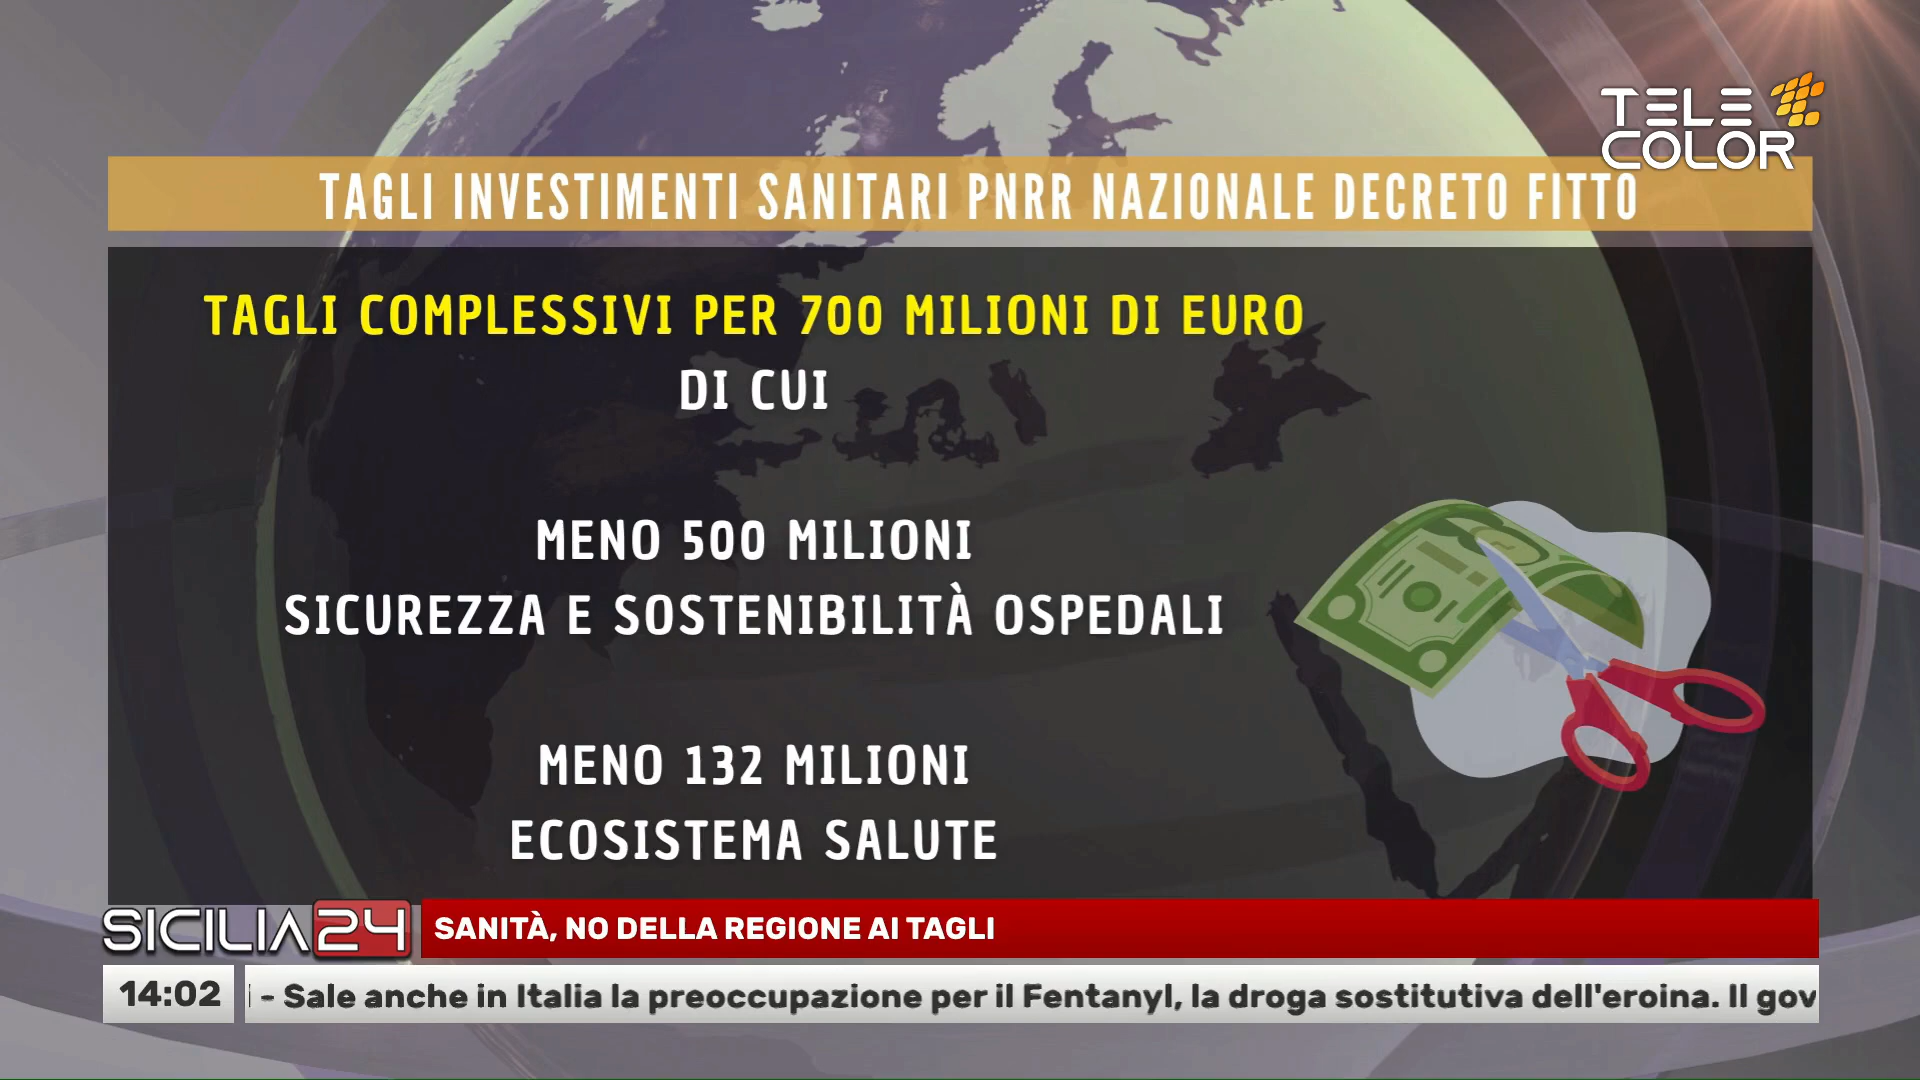 TELE
COLOR
TAGLI INVESTIMENTI SANITARI PNRR NAZIONALE DECRETO FITTO
TAGLI COMPLESSIVI PER 700 MILIONI DI EURO
DI CUI
MENO 500 MILIONI
SICUREZZA E SOSTENIBILITÀ OSPEDALI
MENO 132 MILIONI
ECOSISTEMA SALUTE
SICILIA24
SANITÀ, NO DELLA REGIONE AI TAGLI
14:02
i - Sale anche in Italia la preoccupazione per il Fentanyl, la droga sostitutiva dell'eroina. Il gov